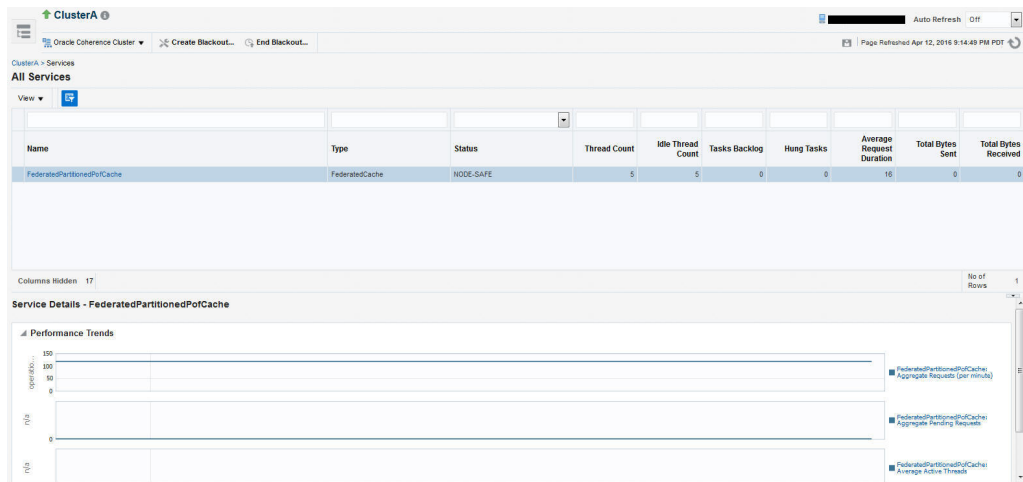 ClusterA
Auto Refresh Off
Oracle Coherence Cluster Create Blackout... End Blackout...
Page Refreshed Apr 12, 2016 9:14:49 PM PDT
ClusterA > Services
All Services
View
Name Type Status Thread Count Idle Thread Count Tasks Backlog Hung Tasks Average Request Duration Total Bytes Sent Total Bytes Received
FederatedPartitionedPofCache FederatedCache NODE-SAFE 5 5 0 0 16 0 0
Columns Hidden 17
No of Rows 1
Service Details - FederatedPartitionedPofCache
Performance Trends
operatio...
150
100
50
0
FederatedPartitionedPofCache:
Aggregate Requests (per minute)
n/a
0
FederatedPartitionedPofCache:
Aggregate Pending Requests
n/a
FederatedPartitionedPofCache:
Average Active Threads